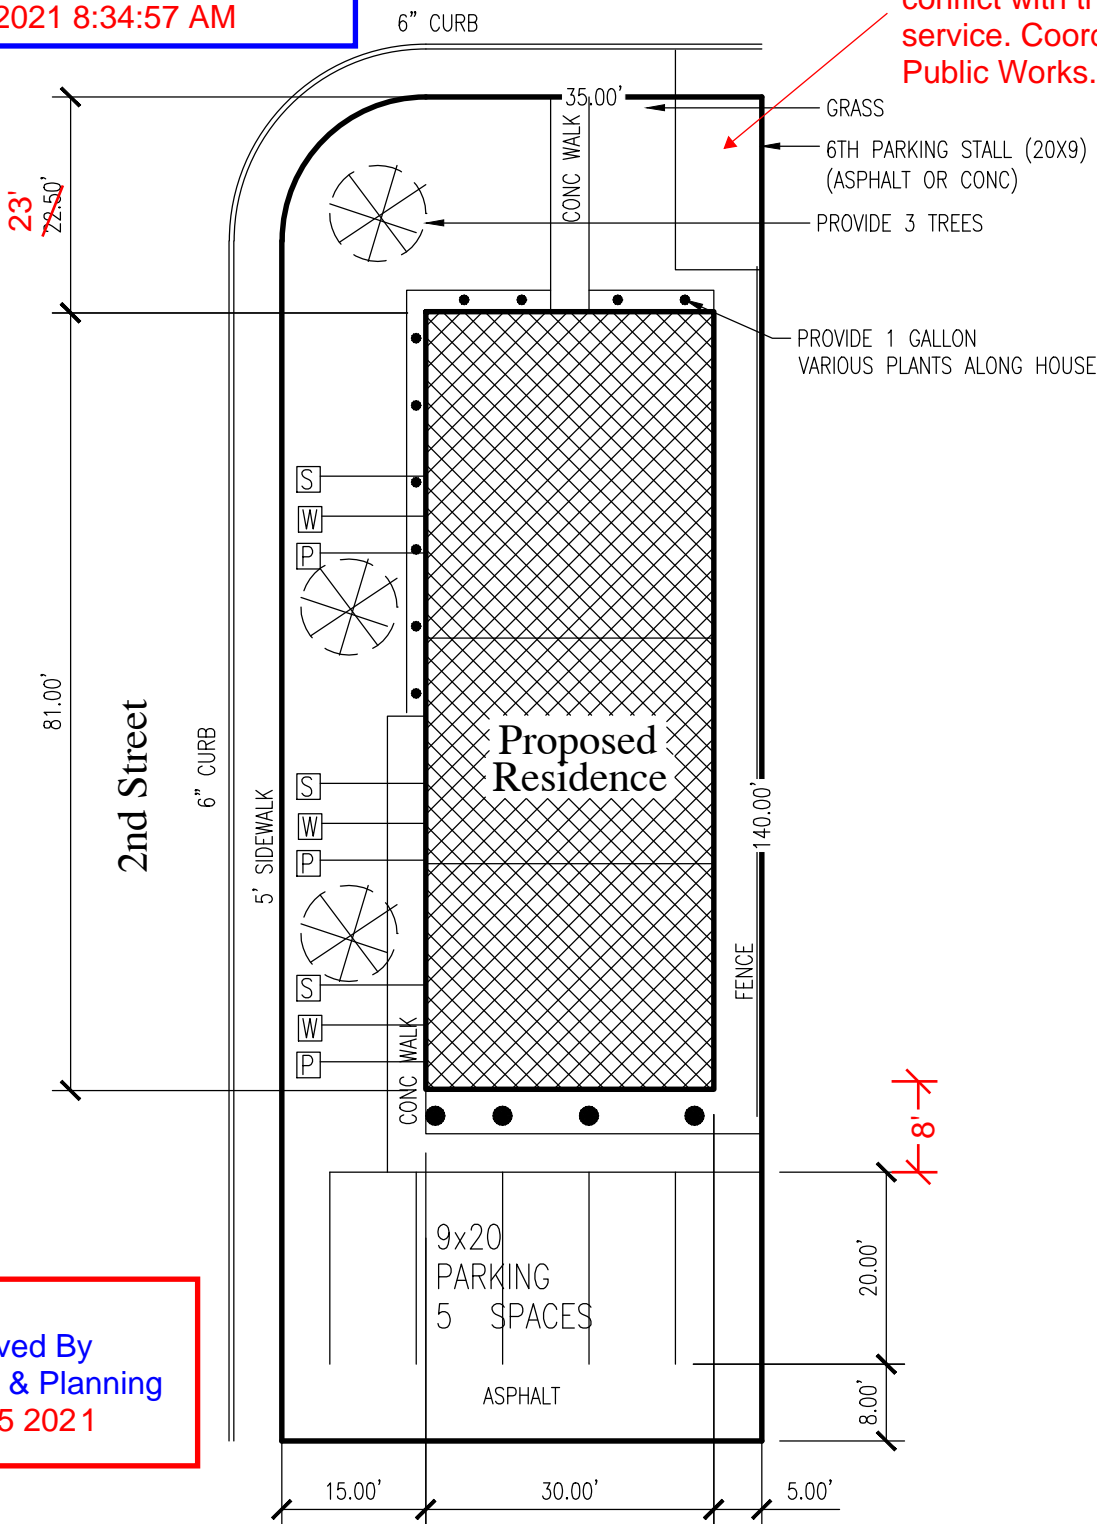 2021 8:34:57 AM
6" CURB
conflict with th
service. Coord
Public Works.
35.00'
GRASS
6TH PARKING STALL (20X9)
(ASPHALT OR CONC)
CONC WALK
PROVIDE 3 TREES
23'
22.50'
PROVIDE 1 GALLON
VARIOUS PLANTS ALONG HOUSE
S
W
P
81.00'
2nd Street
6" CURB
5' SIDEWALK
Proposed
Residence
140.00'
S
W
P
FENCE
S
W
P
CONC WALK
8'
9x20
PARKING
5 SPACES
20.00'
ASPHALT
8.00'
ved By
& Planning
5 2021
15.00'
30.00'
5.00'